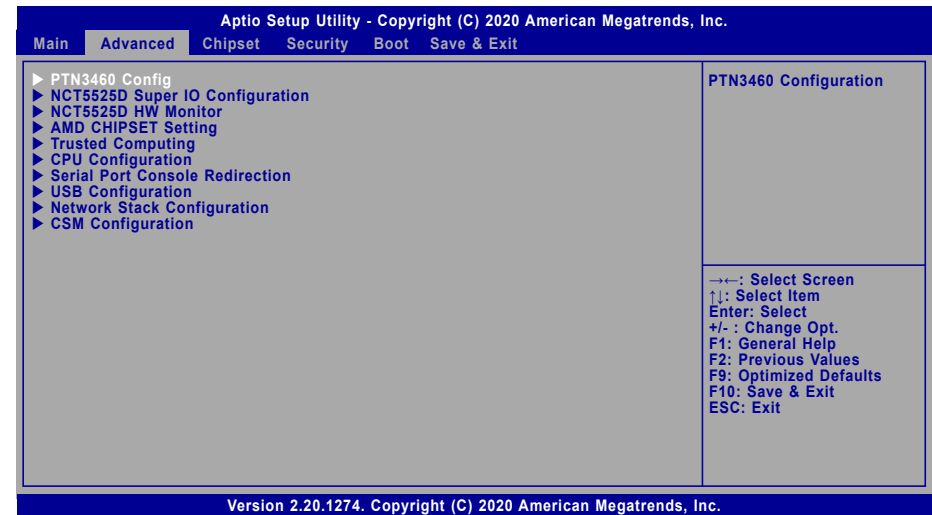 Aptio Setup Utility - Copyright (C) 2020 American Megatrends, Inc.
Main Advanced Chipset Security Boot Save & Exit
▶ PTN3460 Config
▶ NCT5525D Super IO Configuration
▶ NCT5525D HW Monitor
▶ AMD CHIPSET Setting
▶ Trusted Computing
▶ CPU Configuration
▶ Serial Port Console Redirection
▶ USB Configuration
▶ Network Stack Configuration
▶ CSM Configuration
PTN3460 Configuration
→←: Select Screen
↑↓: Select Item
Enter: Select
+/- : Change Opt.
F1: General Help
F2: Previous Values
F9: Optimized Defaults
F10: Save & Exit
ESC: Exit
Version 2.20.1274. Copyright (C) 2020 American Megatrends, Inc.